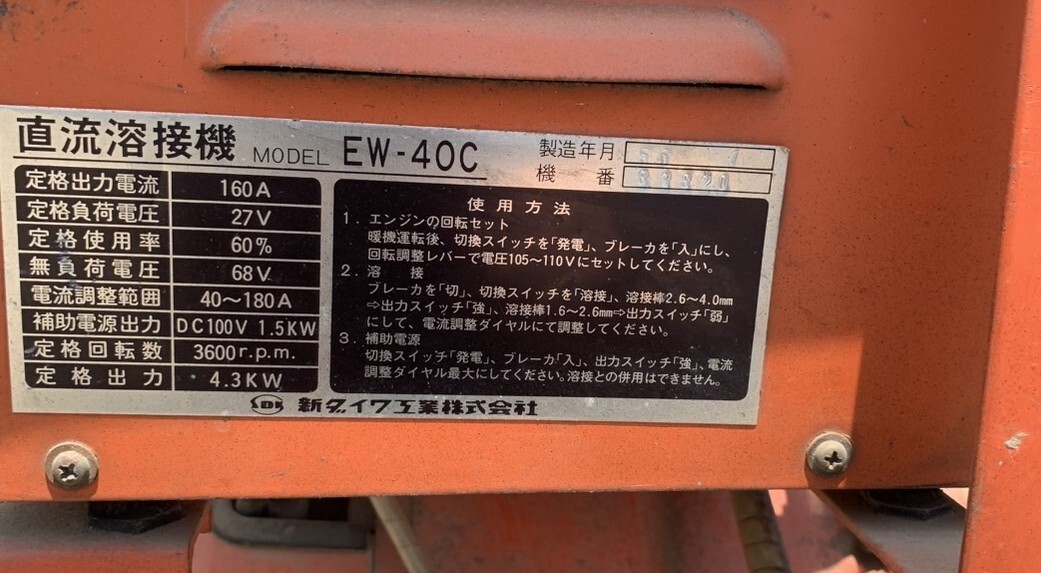 直流溶接機 MODEL EW-40C
製造年月
機 番
定格出力電流 160A
定格負荷電圧 27V
定格使用率 60%
無負荷電圧 68V
電流調整範囲 40～180A
補助電源出力 DC100V 1.5KW
定格回転数 3600r.p.m.
定格出力 4.3KW
使用方法
1. エンジンの回転セット
暖機運転後、切換スイッチを「発電」、ブレーカを「入」にし、
回転調整レバーで電圧105～110Vにセットしてください。
2. 溶 接
ブレーカを「切」、切換スイッチを「溶接」、溶接棒2.6～4.0mm
⇨出力スイッチ「強」、溶接棒1.6～2.6mm⇨出力スイッチ「弱」
にして、電流調整ダイヤルにて調整してください。
3. 補助電源
切換スイッチ「発電」、ブレーカ「入」、出力スイッチ「強」、電流
調整ダイヤル最大にしてください。溶接との併用はできません。
新ダイワ工業株式会社